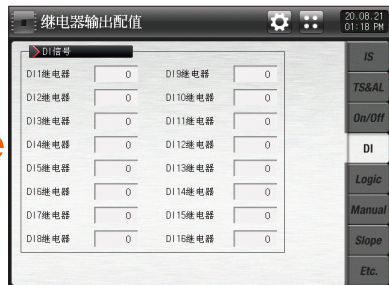 继电器输出配值
20.08.21
01:18 PM
DI信号
DI1继电器 0 DI9继电器 0
DI2继电器 0 DI10继电器 0
DI3继电器 0 DI11继电器 0
DI4继电器 0 DI12继电器 0
DI5继电器 0 DI13继电器 0
DI6继电器 0 DI14继电器 0
DI7继电器 0 DI15继电器 0
DI8继电器 0 DI16继电器 0
IS
TS&AL
On/Off
DI
Logic
Manual
Slope
Etc.
e